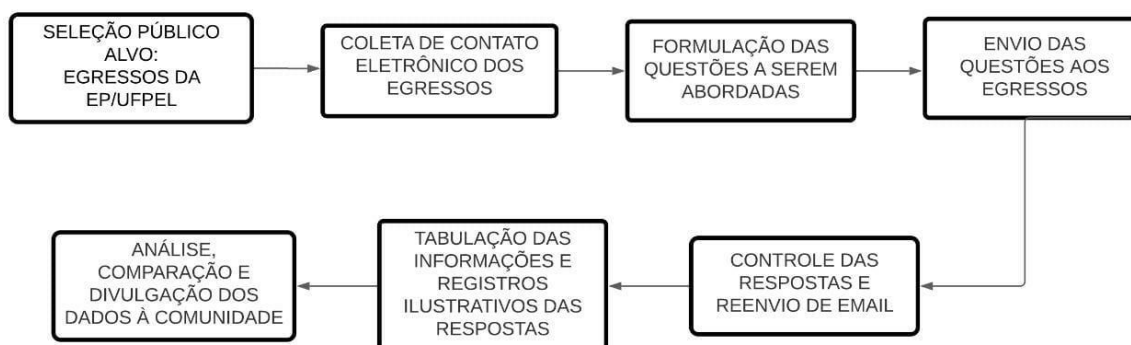 SELEÇÃO PÚBLICO
ALVO:
EGRESSOS DA
EP/UFPEL
COLETA DE CONTATO
ELETRÔNICO DOS
EGRESSOS
FORMULAÇÃO DAS
QUESTÕES A SEREM
ABORDADAS
ENVIO DAS
QUESTÕES AOS
EGRESSOS
CONTROLE DAS
RESPOSTAS E
REENVIO DE EMAIL
TABULAÇÃO DAS
INFORMAÇÕES E
REGISTROS
ILUSTRATIVOS DAS
RESPOSTAS
ANÁLISE,
COMPARAÇÃO E
DIVULGAÇÃO DOS
DADOS À COMUNIDADE